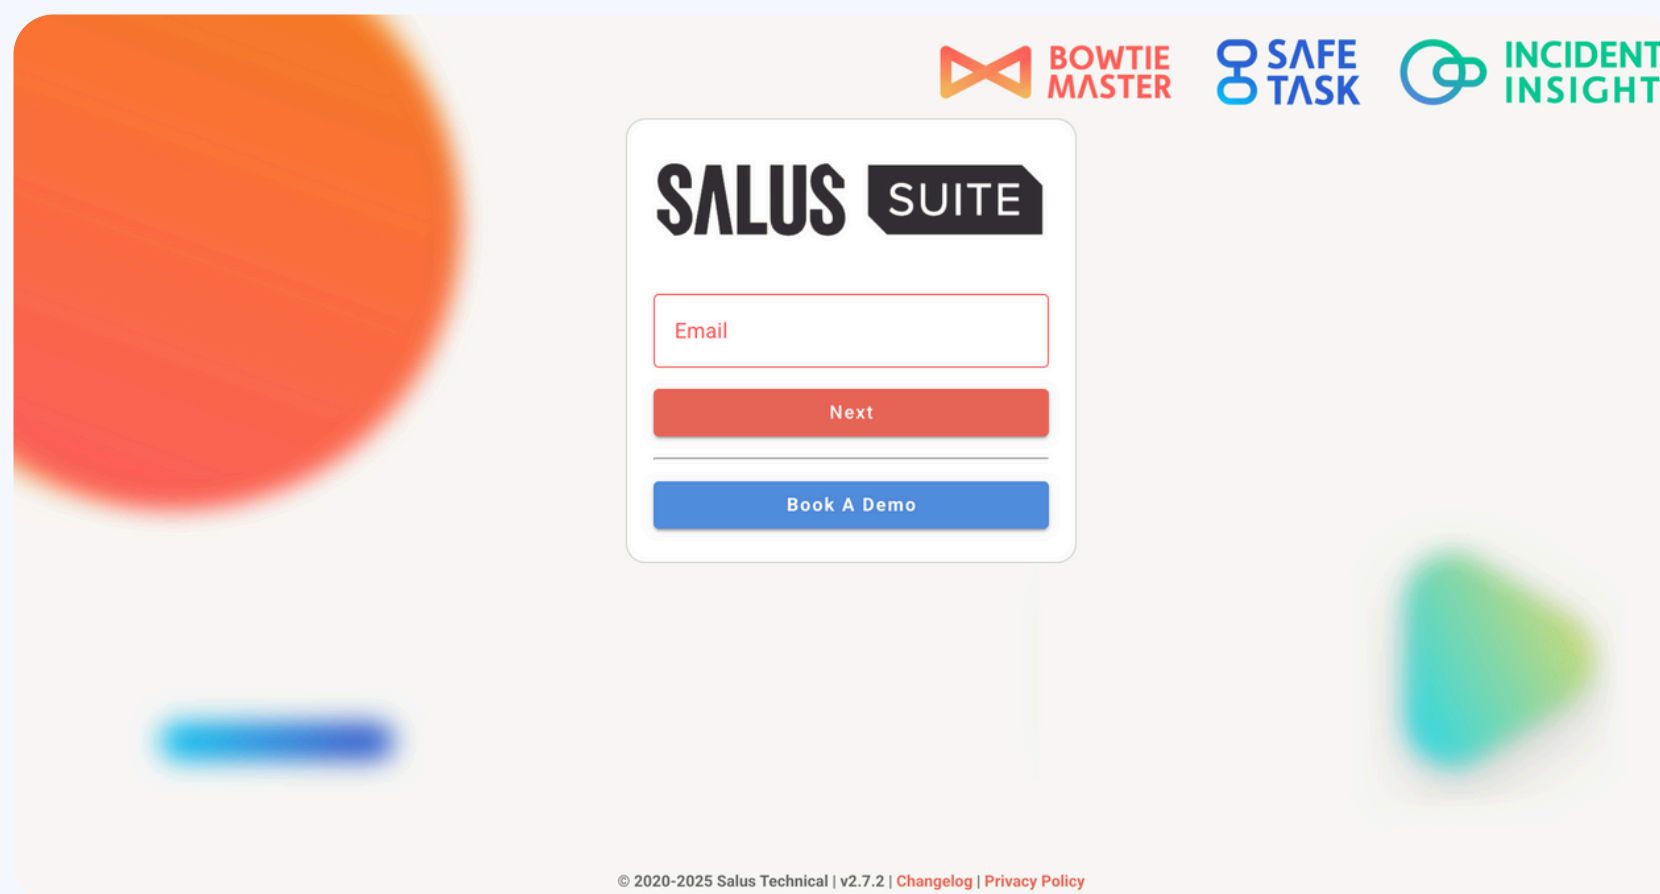 BOWTIE
MASTER
SAFE
TASK
INCIDENT
INSIGHT
SALUS SUITE
Email
Next
Book A Demo
© 2020-2025 Salus Technical | v2.7.2 | Changelog | Privacy Policy